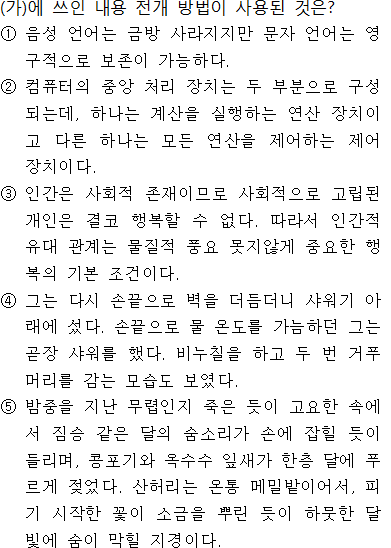 (가)에 쓰인 내용 전개 방법이 사용된 것은?
① 음성 언어는 금방 사라지지만 문자 언어는 영
구적으로 보존이 가능하다.
② 컴퓨터의 중앙 처리 장치는 두 부분으로 구성
되는데, 하나는 계산을 실행하는 연산 장치이
고 다른 하나는 모든 연산을 제어하는 제어
장치이다.
③ 인간은 사회적 존재이므로 사회적으로 고립된
개인은 결코 행복할 수 없다. 따라서 인간적
유대 관계는 물질적 풍요 못지않게 중요한 행
복의 기본 조건이다.
④ 그는 다시 손끝으로 벽을 더듬더니 샤워기 아
래에 섰다. 손끝으로 물 온도를 가늠하던 그는
곧장 샤워를 했다. 비누칠을 하고 두 번 거푸
머리를 감는 모습도 보였다.
⑤ 밤중을 지난 무렵인지 죽은 듯이 고요한 속에
서 짐승 같은 달의 숨소리가 손에 잡힐 듯이
들리며, 콩포기와 옥수수 잎새가 한층 달에 푸
르게 젖었다. 산허리는 온통 메밀밭이어서, 피
기 시작한 꽃이 소금을 뿌린 듯이 하뭇한 달
빛에 숨이 막힐 지경이다.